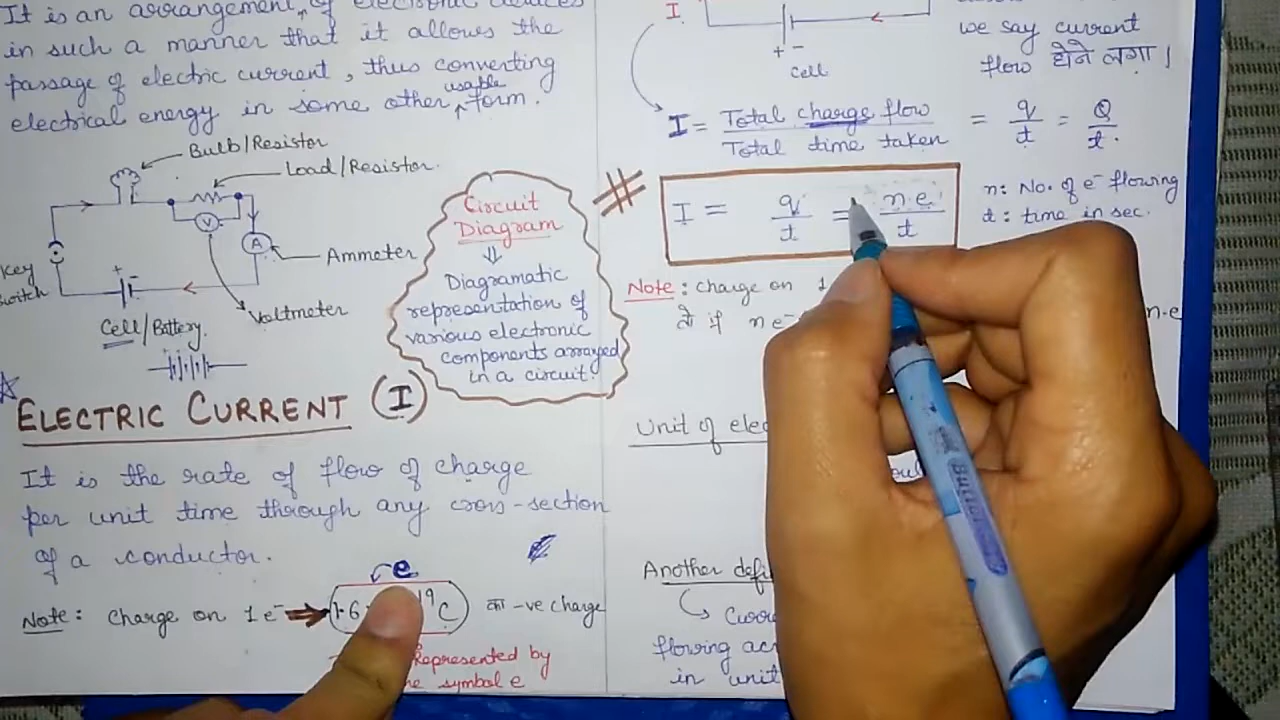 It is an arrangement of electronic devices
in such a manner that it allows the
passage of electric current, thus converting
usable
electrical energy in some other form.
Bulb/Resistor
Load/Resistor.
V
A
Ammeter
Key
Switch
+ -
Cell/Battery.
Voltmeter
Circuit
Diagram
⇓
Diagramatic
representation of
various electronic
components arrayed
in a circuit.
ELECTRIC CURRENT (I)
It is the rate of flow of charge
per unit time through any cross-section
of a conductor.
e
Note: Charge on 1 e⁻ → 1.6 19 C का -ve charge
Represented by
symbol e
I
+ -
Cell
we say current
flow होने लगा।
I = Total charge flow / Total time taken = q/t = Q/t.
# I = q/t = n.e/t
n: No. of e⁻ flowing
t: time in sec.
Note: charge on 1
तो if n e⁻
n.e
Unit of
Another
flowing
in unit